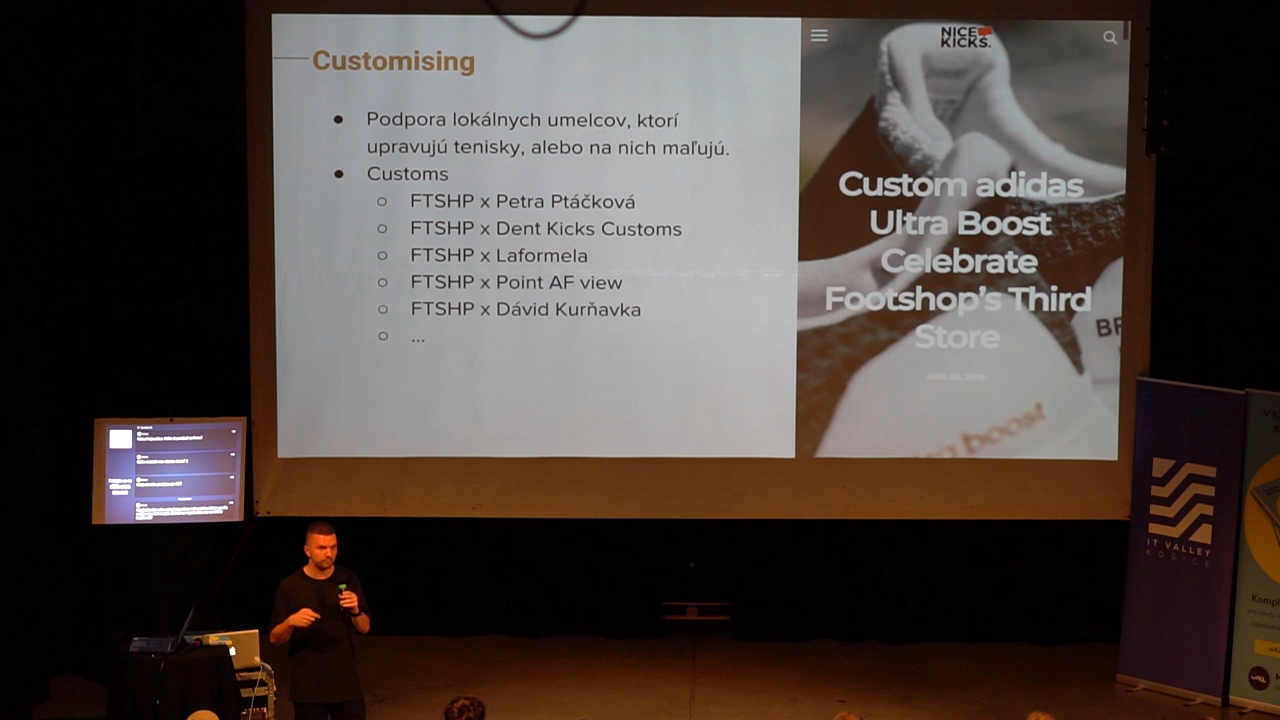 Customising
● Podpora lokálnych umelcov, ktorí
upravujú tenisky, alebo na nich maľujú.
● Customs
○ FTSHP x Petra Ptáčková
○ FTSHP x Dent Kicks Customs
○ FTSHP x Laformela
○ FTSHP x Point AF view
○ FTSHP x Dávid Kurňavka
○ ...
NICE
KICKS.
Custom adidas
Ultra Boost
Celebrate
Footshop's Third
Store
boost
IT VALLEY
KOŠICE